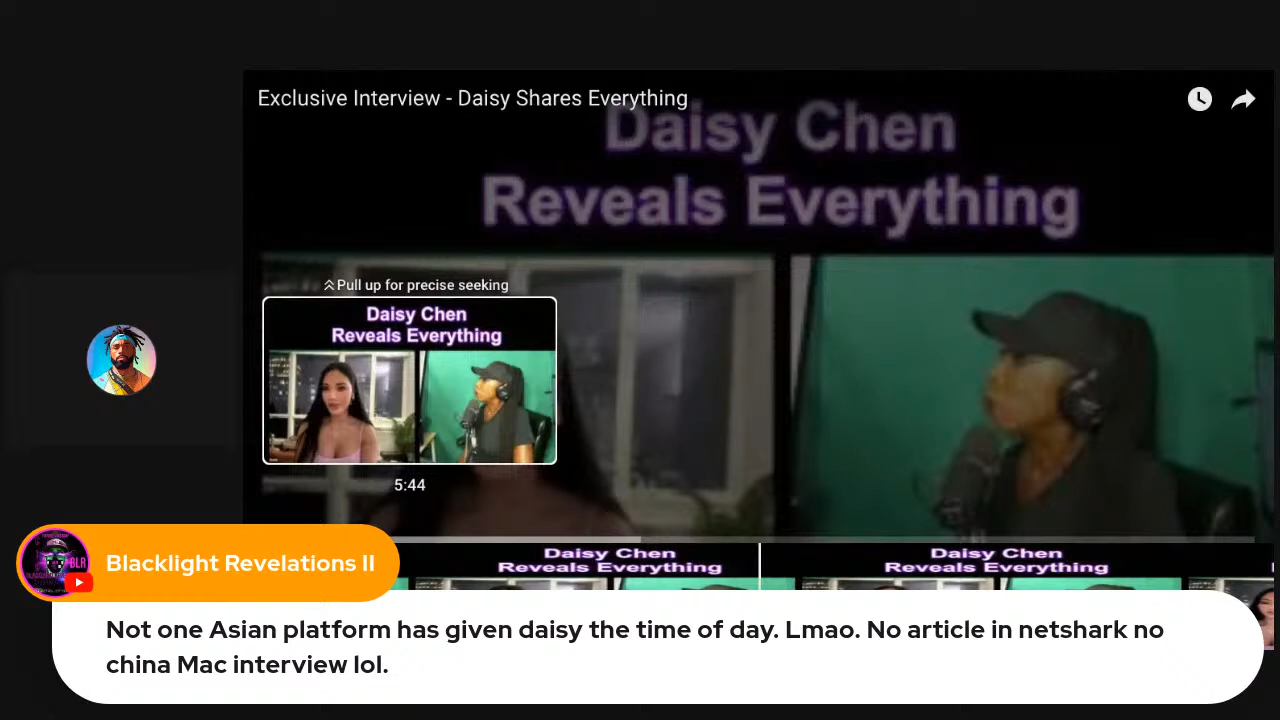 Exclusive Interview - Daisy Shares Everything
Daisy Chen
Reveals Everything
Pull up for precise seeking
Daisy Chen
Reveals Everything
5:44
Daisy Chen
Reveals Everything
Daisy Chen
Reveals Everything
BLR
Blacklight Revelations II
Not one Asian platform has given daisy the time of day. Lmao. No article in netshark no
china Mac interview lol.